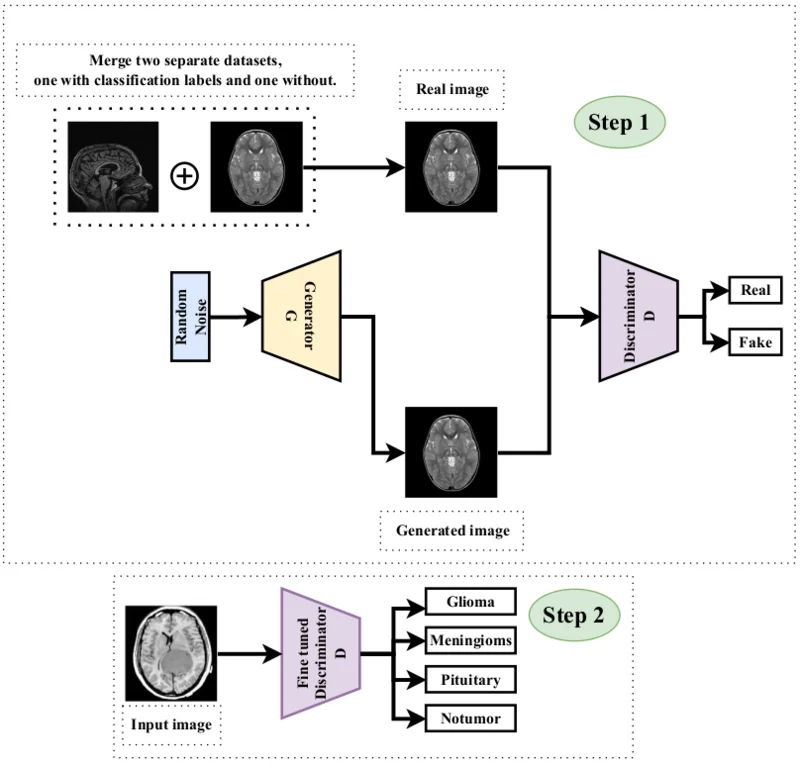 Merge two separate datasets,
one with classification labels and one without.
Real image
Step 1
Random
Noise
Generator
G
Discriminator
D
Real
Fake
Generated image
Step 2
Input image
Fine tuned
Discriminator
D
Glioma
Meningioms
Pituitary
Notumor